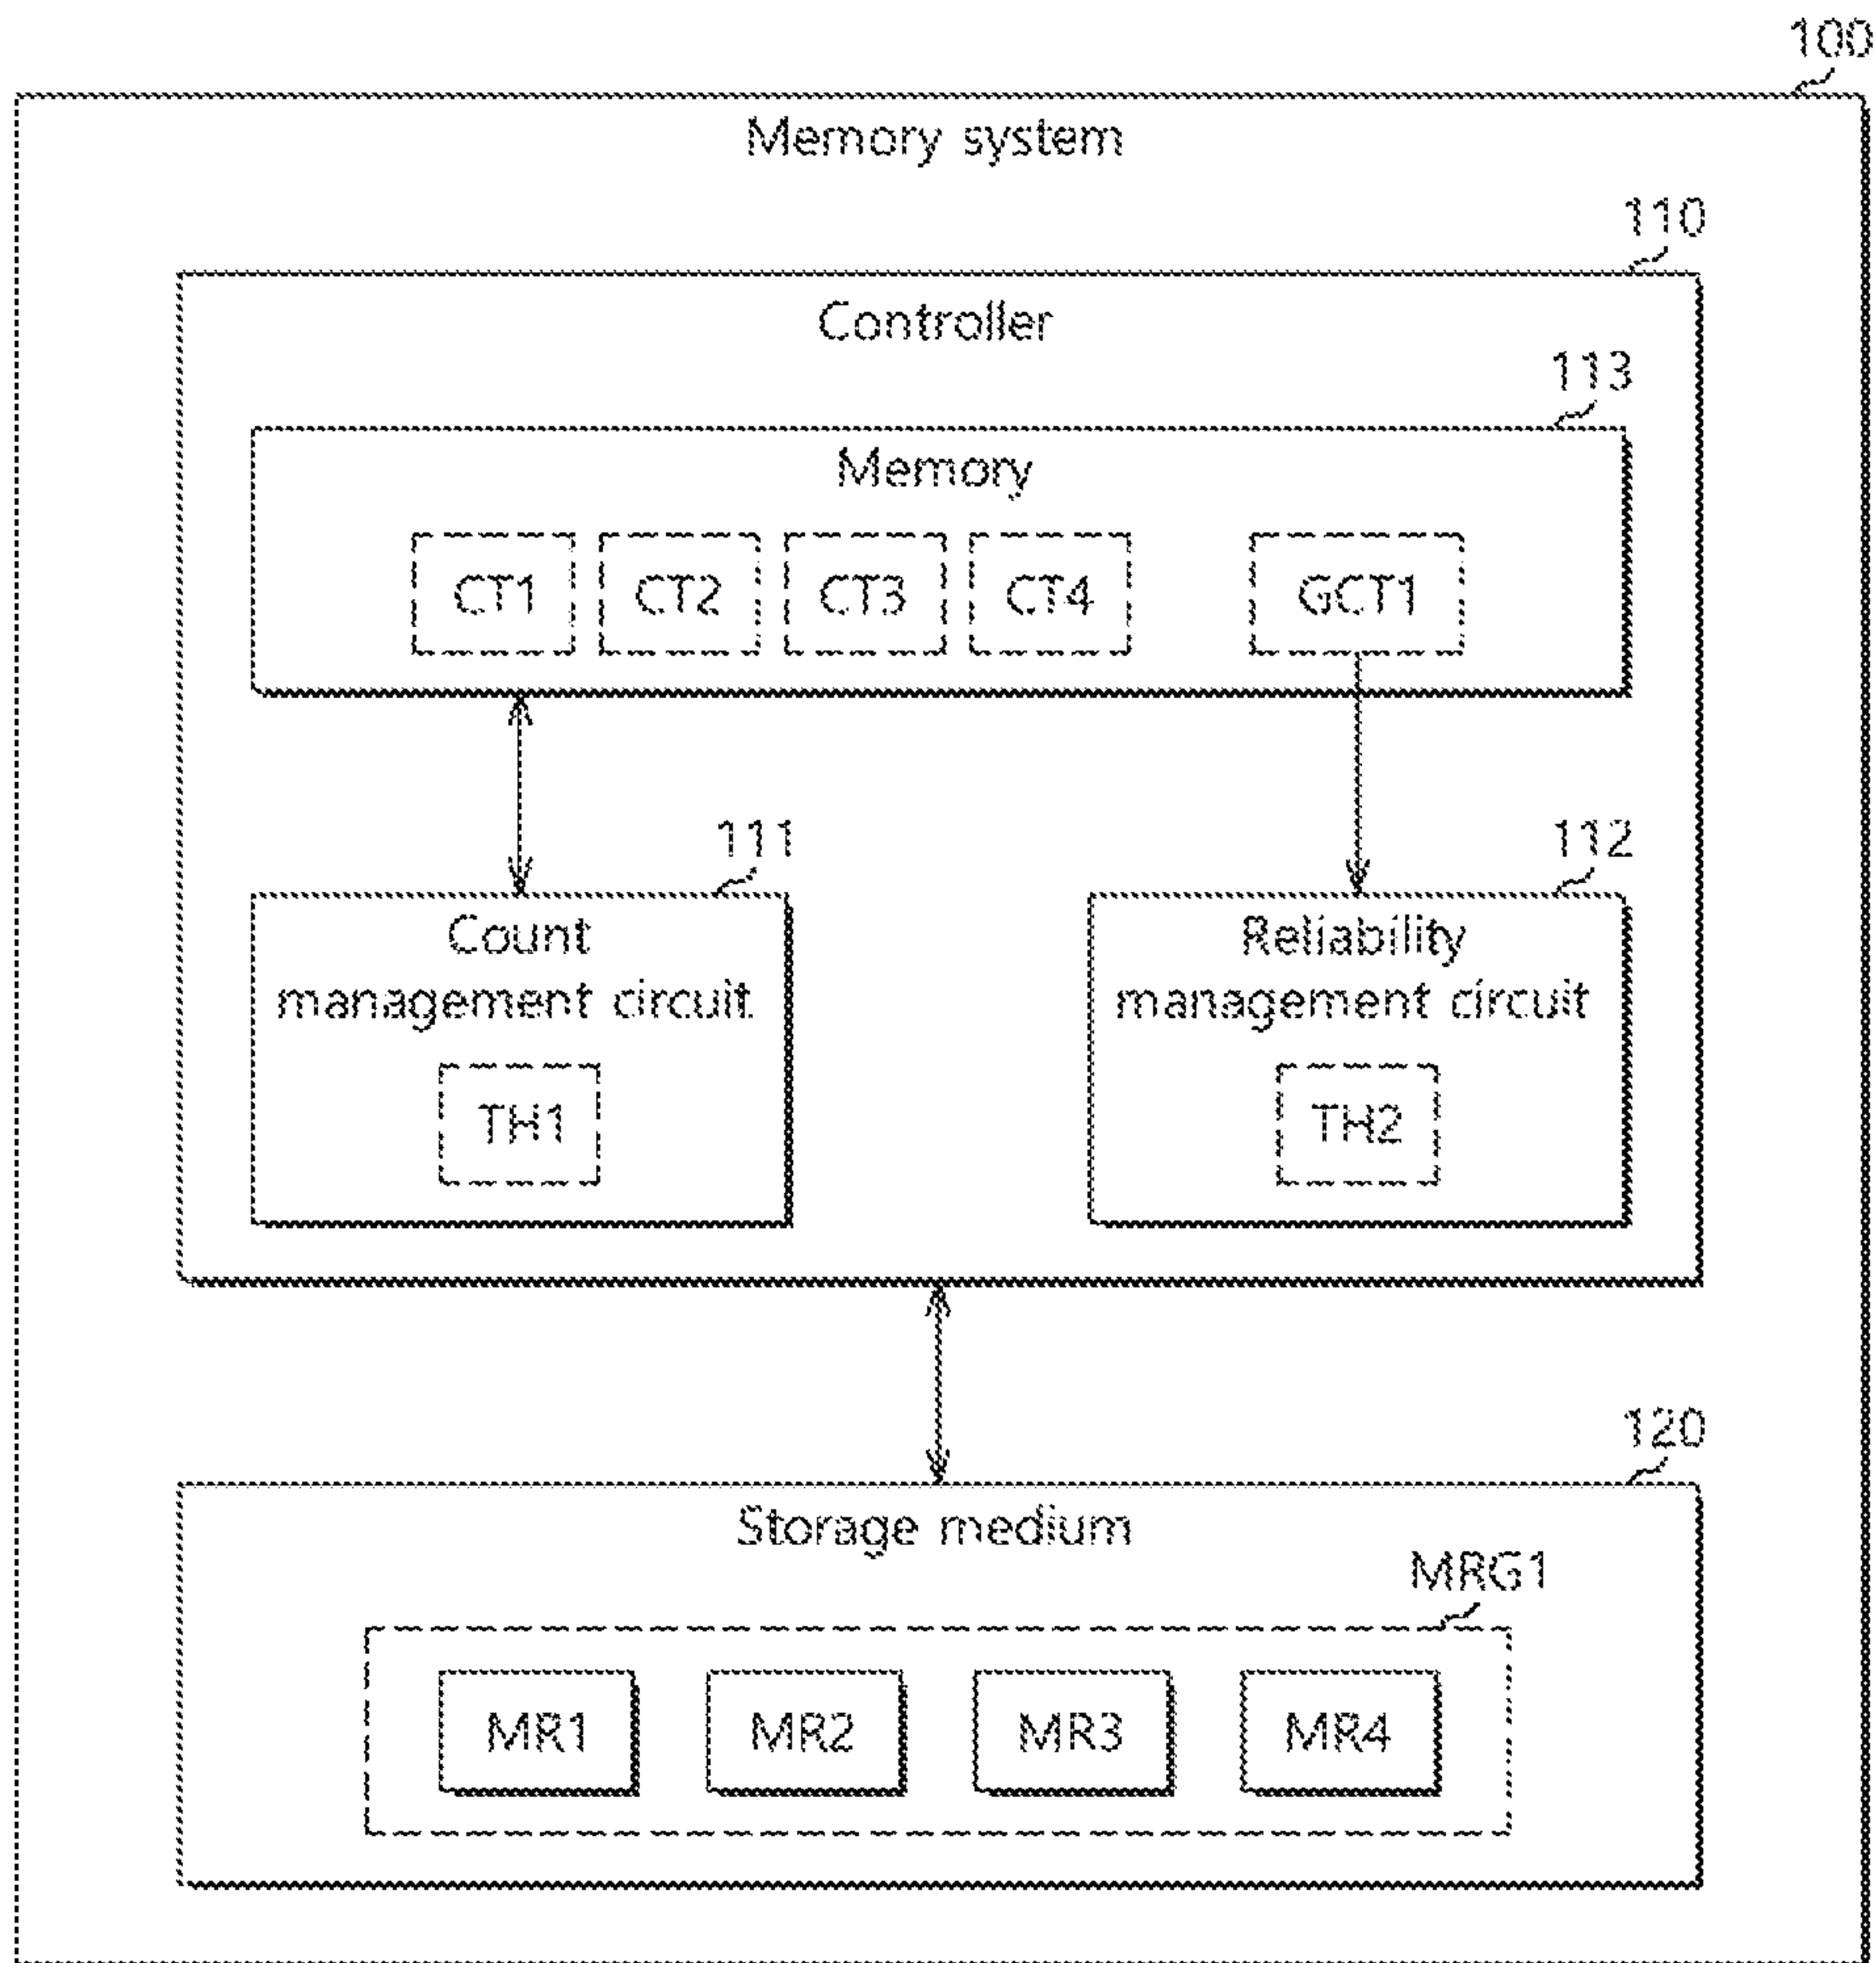 100
Memory system
110
Controller
113
Memory
CT1 CT2 CT3 CT4 GCT1
111 112
Count
management circuit
TH1
Reliability
management circuit
TH2
120
Storage medium
MRG1
MR1 MR2 MR3 MR4